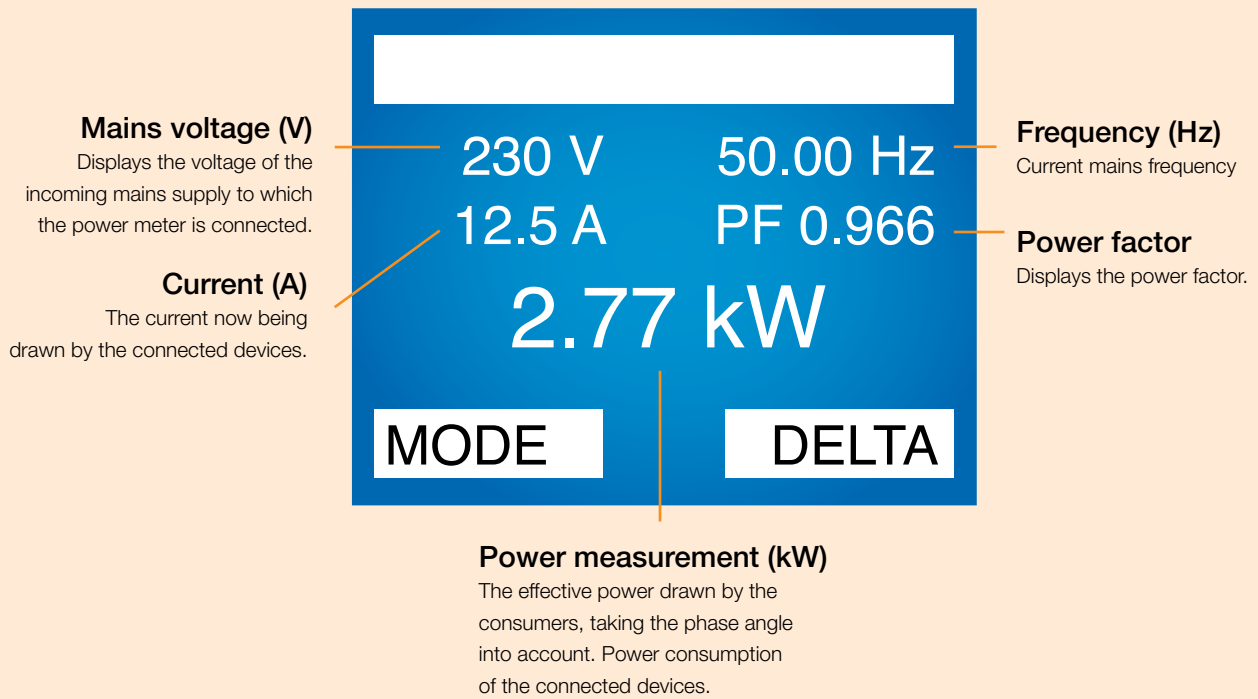 Mains voltage (V)
Displays the voltage of the
incoming mains supply to which
the power meter is connected.
Current (A)
The current now being
drawn by the connected devices.
230 V 50.00 Hz
12.5 A PF 0.966
2.77 kW
MODE DELTA
Frequency (Hz)
Current mains frequency
Power factor
Displays the power factor.
Power measurement (kW)
The effective power drawn by the
consumers, taking the phase angle
into account. Power consumption
of the connected devices.